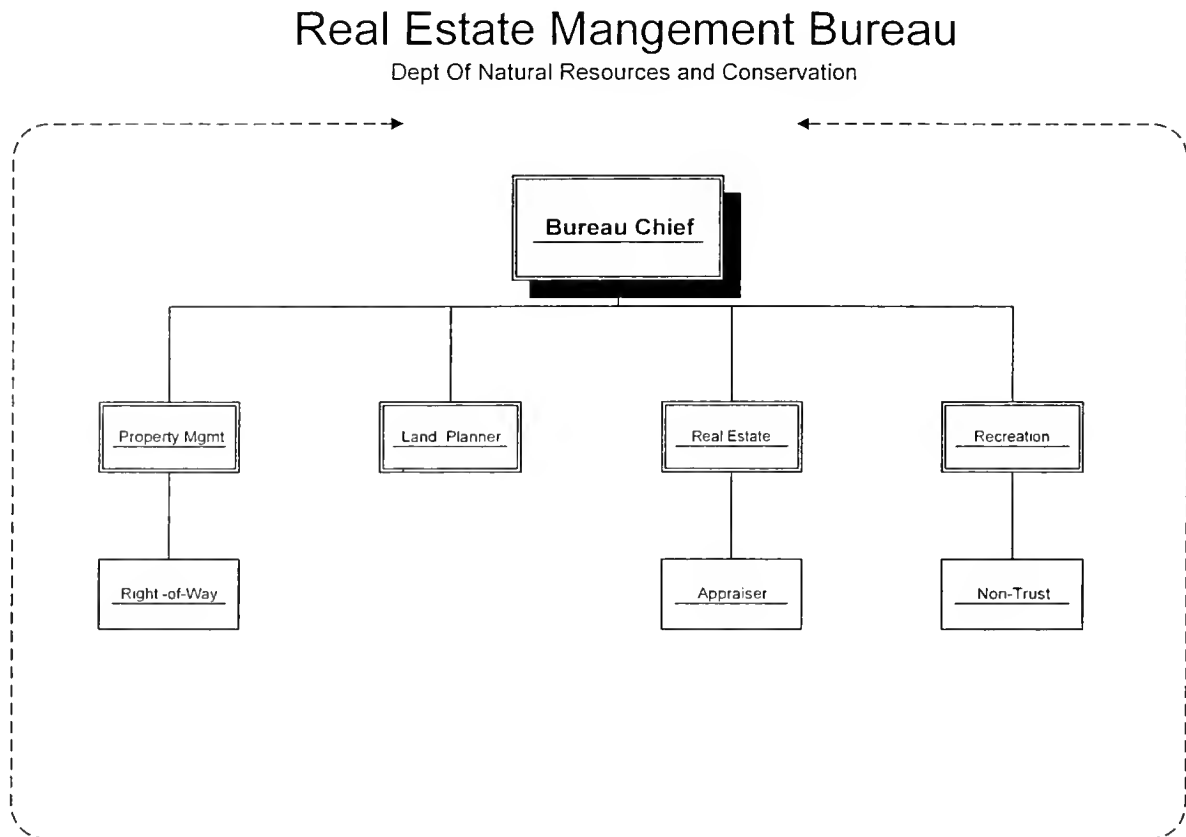 Real Estate Mangement Bureau
Dept Of Natural Resources and Conservation
Bureau Chief
Property Mgmt
Land Planner
Real Estate
Recreation
Right -of-Way
Appraiser
Non-Trust